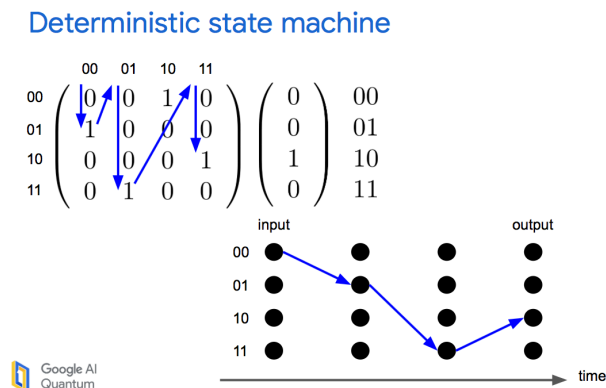 Deterministic state machine
00 01 10 11
00 0 0 1 0 0 00
01 1 0 0 0 0 01
10 0 0 0 1 1 10
11 0 1 0 0 0 11
input output
00
01
10
11
time
Google AI
Quantum